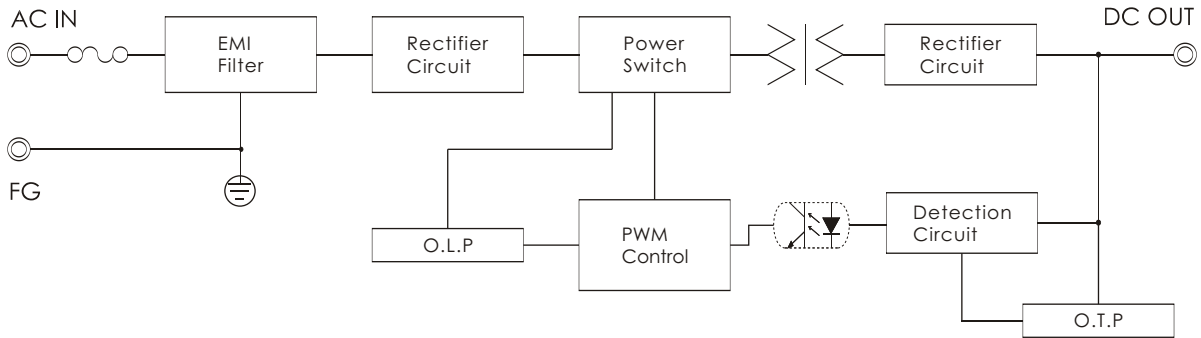 AC IN
DC OUT
EMI
Filter
Rectifier
Circuit
Power
Switch
Rectifier
Circuit
FG
O.L.P
PWM
Control
Detection
Circuit
O.T.P